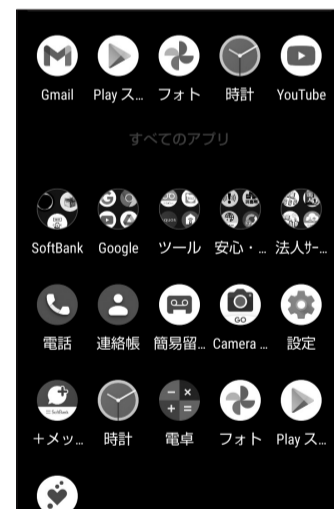 Gmail Play ス... フォト 時計 YouTube
すべてのアプリ
SoftBank Google ツール 安心・... 法人サー...
電話 連絡帳 簡易留... Camera ... 設定
GO
+メッ... 時計 電卓 フォト Play ス...